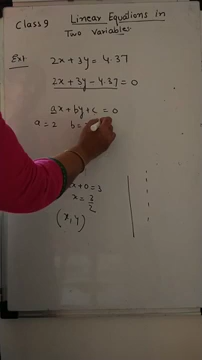 Class 9 Linear Equations in
Two Variables.
Ex1 2x + 3y = 4.37
2x + 3y - 4.37 = 0
ax + by + c = 0
a = 2 b =
x + 0 = 3
x = 3/2
(x, y)